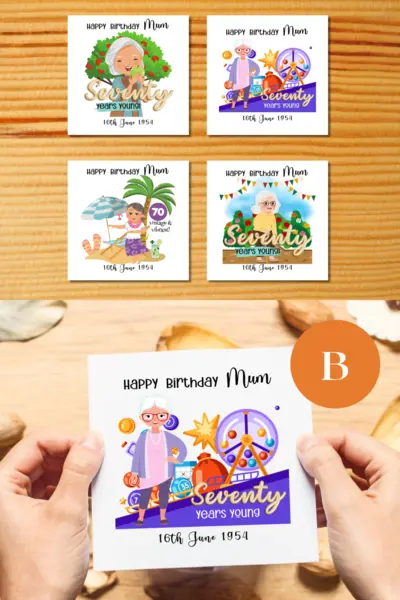 Happy Birthday Mum
Seventy
years young!
16th June 1954
Happy Birthday Mum
Seventy
years young
16th June 1954
Happy Birthday Mum
70
vintage &
vibrant!
16th June 1954
Happy Birthday Mum
Seventy
years young!
16th June 1954
B
Happy Birthday Mum
Seventy
years young
16th June 1954